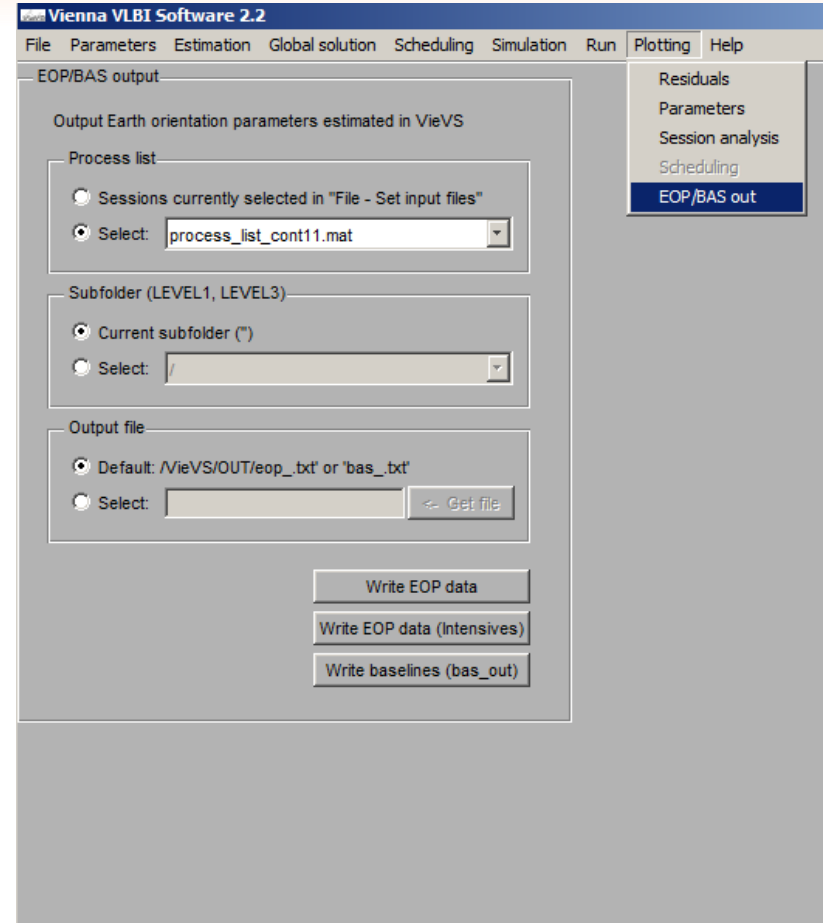 Vienna VLBI Software 2.2
File Parameters Estimation Global solution Scheduling Simulation Run Plotting Help
Residuals
Parameters
Session analysis
Scheduling
EOP/BAS out
EOP/BAS output
Output Earth orientation parameters estimated in VieVS
Process list
Sessions currently selected in "File - Set input files"
Select: process_list_cont11.mat
Subfolder (LEVEL1, LEVEL3)
Current subfolder ('')
Select: /
Output file
Default: /VieVS/OUT/eop_.txt' or 'bas_.txt'
Select: <- Get file
Write EOP data
Write EOP data (Intensives)
Write baselines (bas_out)